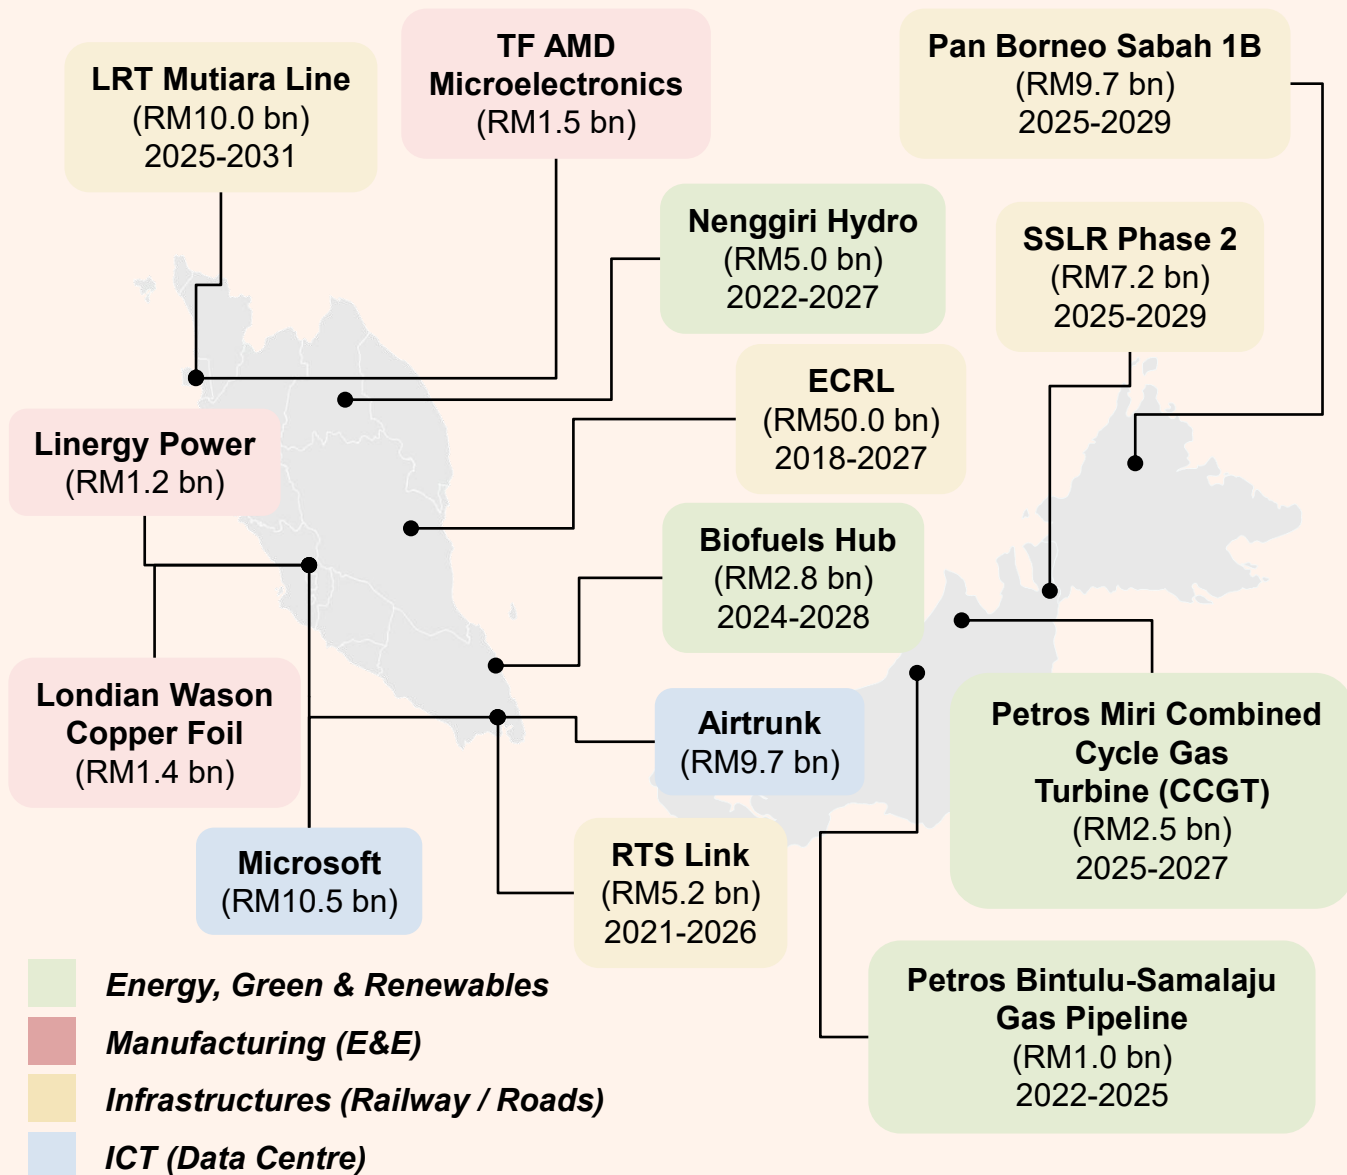 LRT Mutiara Line
(RM10.0 bn)
2025-2031
TF AMD
Microelectronics
(RM1.5 bn)
Pan Borneo Sabah 1B
(RM9.7 bn)
2025-2029
Nenggiri Hydro
(RM5.0 bn)
2022-2027
SSLR Phase 2
(RM7.2 bn)
2025-2029
ECRL
(RM50.0 bn)
2018-2027
Linergy Power
(RM1.2 bn)
Biofuels Hub
(RM2.8 bn)
2024-2028
Londian Wason
Copper Foil
(RM1.4 bn)
Airtrunk
(RM9.7 bn)
Petros Miri Combined
Cycle Gas
Turbine (CCGT)
(RM2.5 bn)
2025-2027
Microsoft
(RM10.5 bn)
RTS Link
(RM5.2 bn)
2021-2026
Petros Bintulu-Samalaju
Gas Pipeline
(RM1.0 bn)
2022-2025
Energy, Green & Renewables
Manufacturing (E&E)
Infrastructures (Railway / Roads)
ICT (Data Centre)